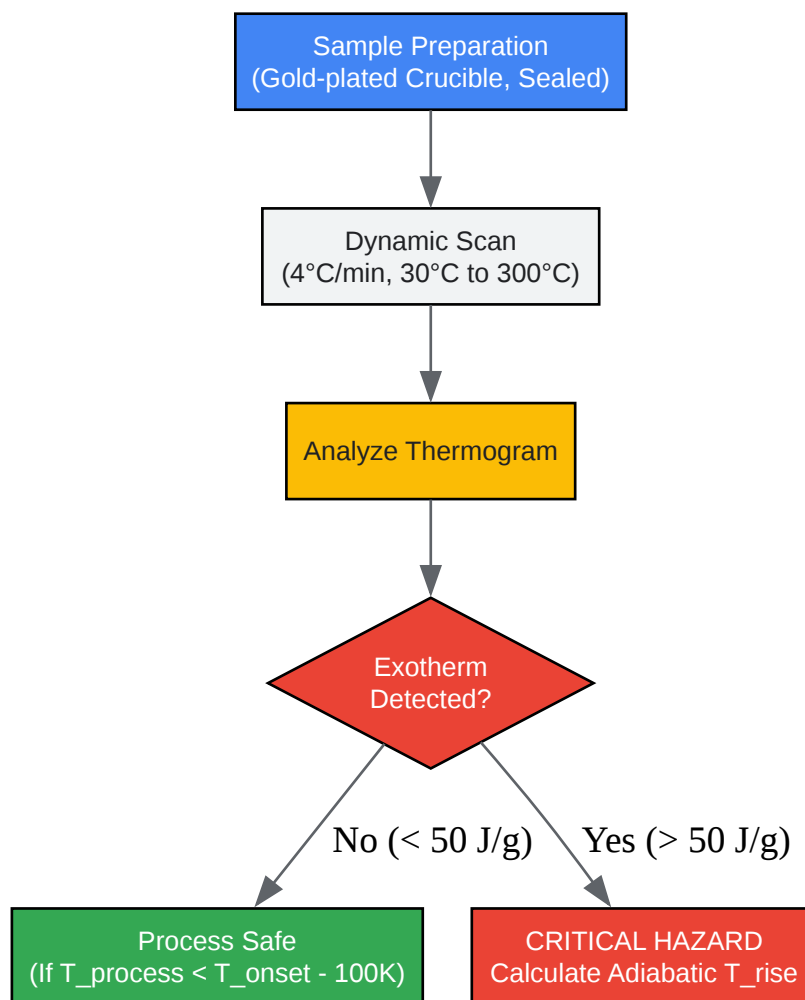 Sample Preparation
(Gold-plated Crucible, Sealed)
Dynamic Scan
(4°C/min, 30°C to 300°C)
Analyze Thermogram
Exotherm
Detected?
No (< 50 J/g)
Yes (> 50 J/g)
Process Safe
(If T_process < T_onset - 100K)
CRITICAL HAZARD
Calculate Adiabatic T_rise